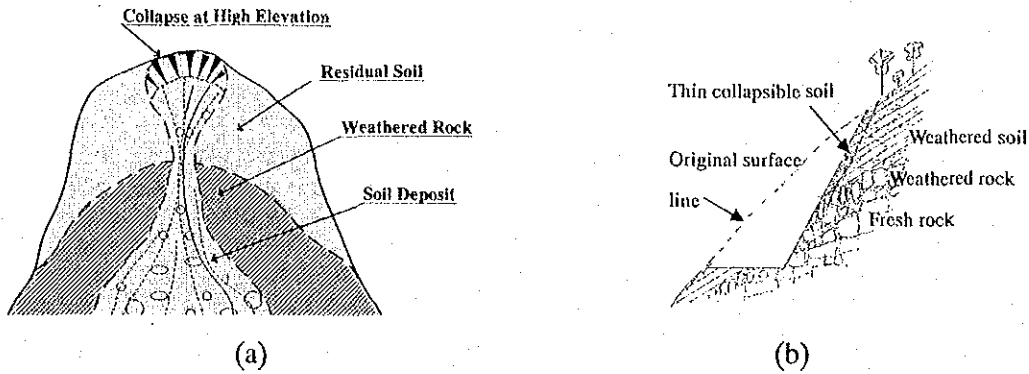 Collapse at High Elevation
Residual Soil
Weathered Rock
Soil Deposit
(a)
Thin collapsible soil
Original surface
line
Weathered soil
Weathered rock
Fresh rock
(b)